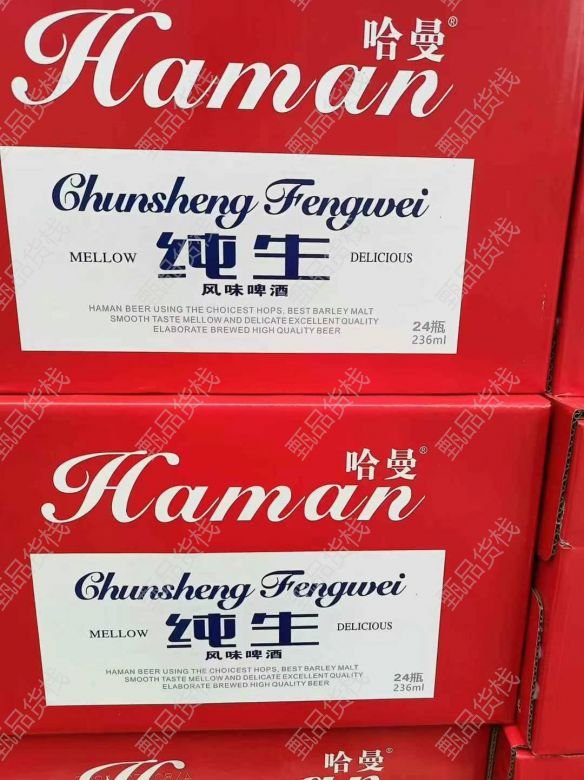 哈曼®
Haman
Chunsheng Fengwei
MELLOW 纯生 DELICIOUS
风味啤酒
HAMAN BEER USING THE CHOICEST HOPS, BEST BARLEY MALT
SMOOTH TASTE MELLOW AND DELICATE EXCELLENT QUALITY
ELABORATE BREWED HIGH QUALITY BEER
24瓶
236ml
哈曼®
Haman
Chunsheng Fengwei
MELLOW 纯生 DELICIOUS
风味啤酒
HAMAN BEER USING THE CHOICEST HOPS, BEST BARLEY MALT
SMOOTH TASTE MELLOW AND DELICATE EXCELLENT QUALITY
ELABORATE BREWED HIGH QUALITY BEER
24瓶
236ml
哈曼®
Haman
甄品货栈